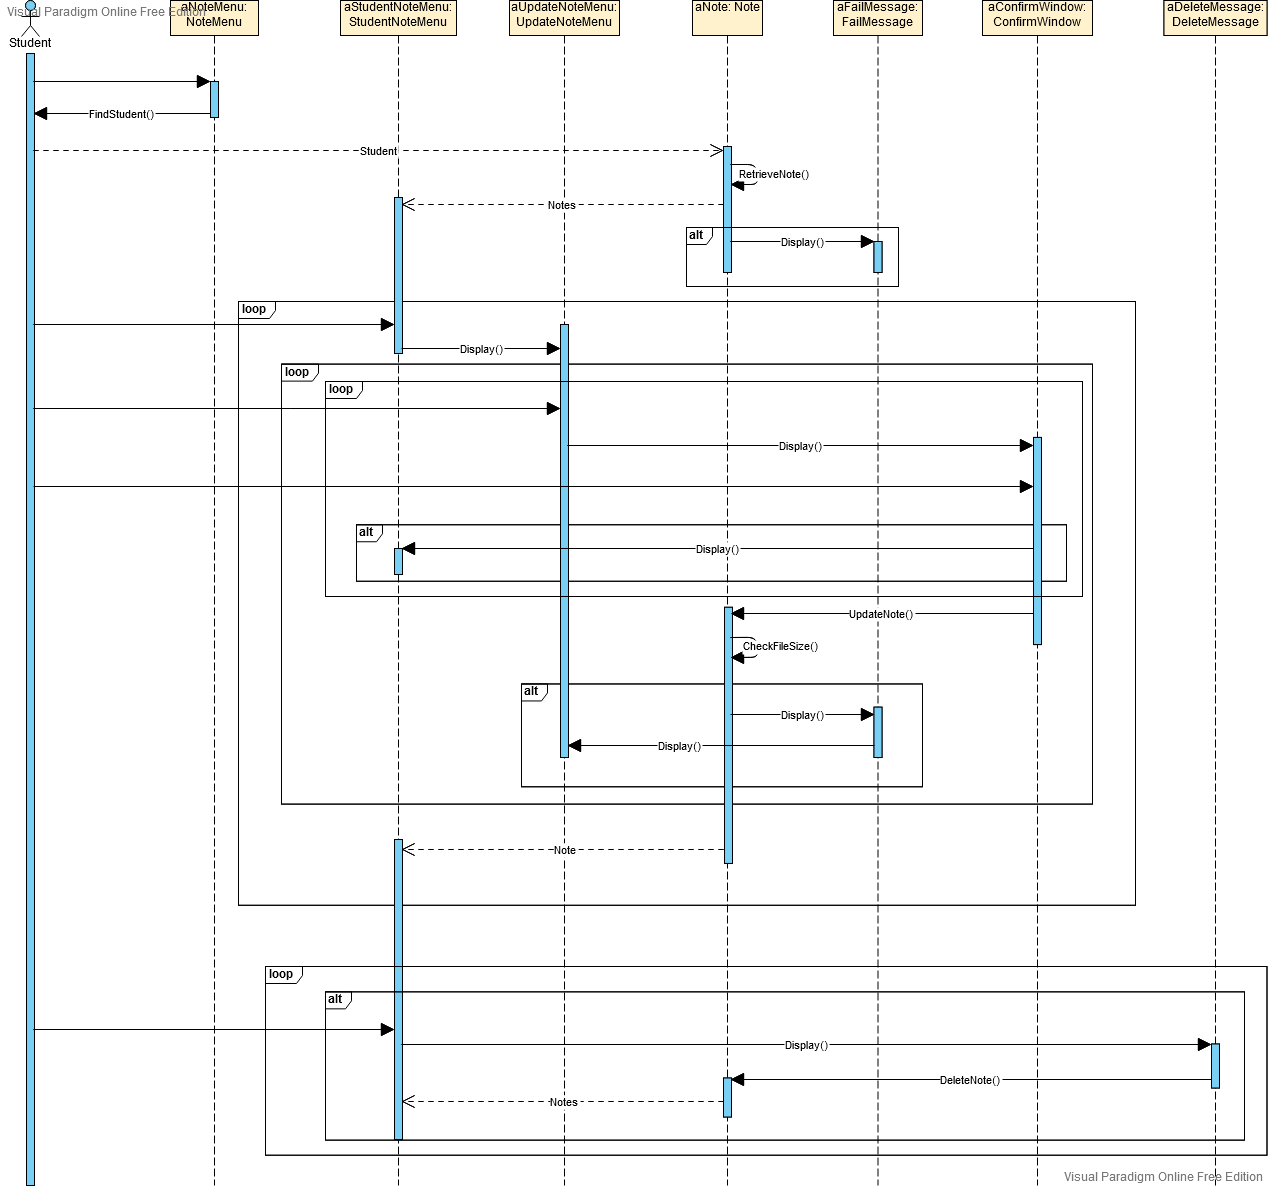 Visual Paradigm Online Free Edition
Student
aNoteMenu:
NoteMenu
aStudentNoteMenu:
StudentNoteMenu
aUpdateNoteMenu:
UpdateNoteMenu
aNote: Note
aFailMessage:
FailMessage
aConfirmWindow:
ConfirmWindow
aDeleteMessage:
DeleteMessage
FindStudent()
Student
RetrieveNote()
Notes
alt
Display()
loop
Display()
loop
loop
Display()
alt
Display()
UpdateNote()
CheckFileSize()
alt
Display()
Display()
Note
loop
alt
Display()
DeleteNote()
Notes
Visual Paradigm Online Free Edition